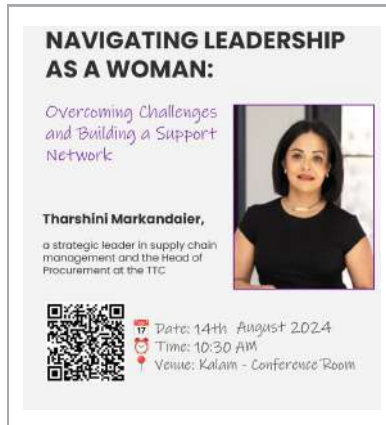 NAVIGATING LEADERSHIP
AS A WOMAN:
Overcoming Challenges
and Building a Support
Network
Tharshini Markandaier,
a strategic leader in supply chain
management and the Head of
Procurement at the TTC
17
Date: 14th August 2024
Time: 10:30 AM
Venue: Kalam - Conference Room